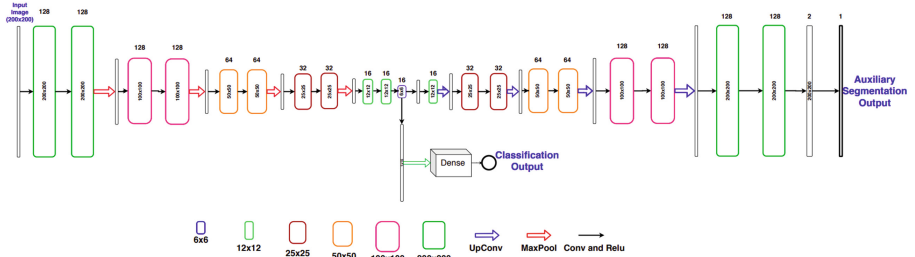 Input
Image
(200x200)
128
128
200x200
200x200
128
128
100x100
100x100
64
64
50x50
50x50
32
32
25x25
25x25
16
16
12x12
12x12
16
6x6
16
12x12
32
32
25x25
25x25
64
64
50x50
50x50
128
128
100x100
100x100
128
128
200x200
200x200
2
200x200
1
Auxiliary
Segmentation
Output
Dense
Classification
Output
6x6
12x12
25x25
50x50
UpConv
MaxPool
Conv and Relu